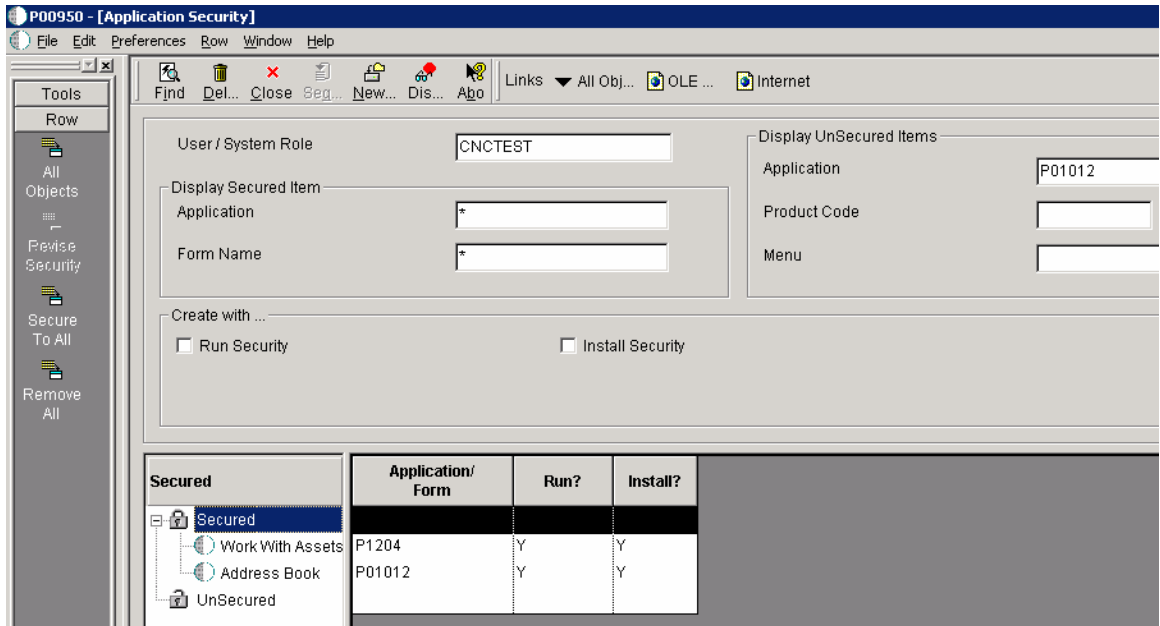 P00950 - [Application Security]
File Edit Preferences Row Window Help
Tools
Row
All Objects
Revise Security
Secure To All
Remove All
Find Del... Close Seq... New... Dis... Abo Links All Obj... OLE ... Internet
User / System Role CNCTEST
Display Secured Item
Application *
Form Name *
Display UnSecured Items
Application P01012
Product Code
Menu
Create with ...
Run Security Install Security
Secured Application/ Form Run? Install?
Secured
Work With Assets P1204 Y Y
Address Book P01012 Y Y
UnSecured